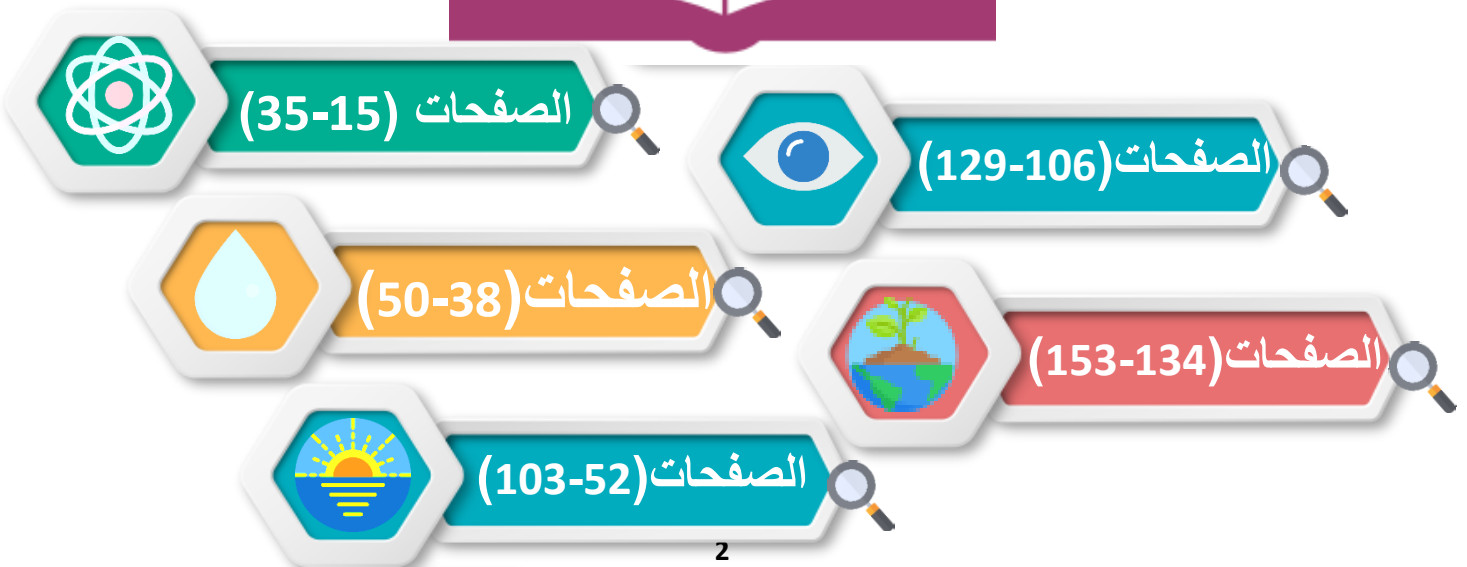 الصفحات (15-35)
الصفحات(106-129)
الصفحات(38-50)
الصفحات(134-153)
الصفحات(52-103)
2